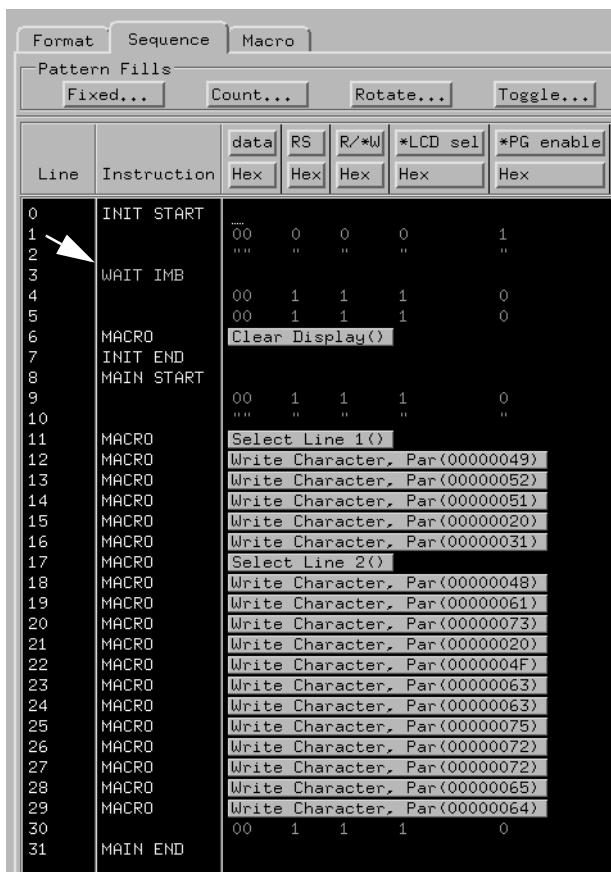 Format Sequence Macro
Pattern Fills
Fixed... Count... Rotate... Toggle...
data RS R/*W *LCD sel *PG enable
Line Instruction Hex Hex Hex Hex Hex
0 INIT START
1 00 0 0 0 1
2 "" " " " "
3 WAIT IMB
4 00 1 1 1 0
5 00 1 1 1 0
6 MACRO Clear Display()
7 INIT END
8 MAIN START
9 00 1 1 1 0
10 "" " " " "
11 MACRO Select Line 1()
12 MACRO Write Character, Par(00000049)
13 MACRO Write Character, Par(00000052)
14 MACRO Write Character, Par(00000051)
15 MACRO Write Character, Par(00000020)
16 MACRO Write Character, Par(00000031)
17 MACRO Select Line 2()
18 MACRO Write Character, Par(00000048)
19 MACRO Write Character, Par(00000061)
20 MACRO Write Character, Par(00000073)
21 MACRO Write Character, Par(00000020)
22 MACRO Write Character, Par(0000004F)
23 MACRO Write Character, Par(00000063)
24 MACRO Write Character, Par(00000063)
25 MACRO Write Character, Par(00000075)
26 MACRO Write Character, Par(00000072)
27 MACRO Write Character, Par(00000072)
28 MACRO Write Character, Par(00000065)
29 MACRO Write Character, Par(00000064)
30 00 1 1 1 0
31 MAIN END